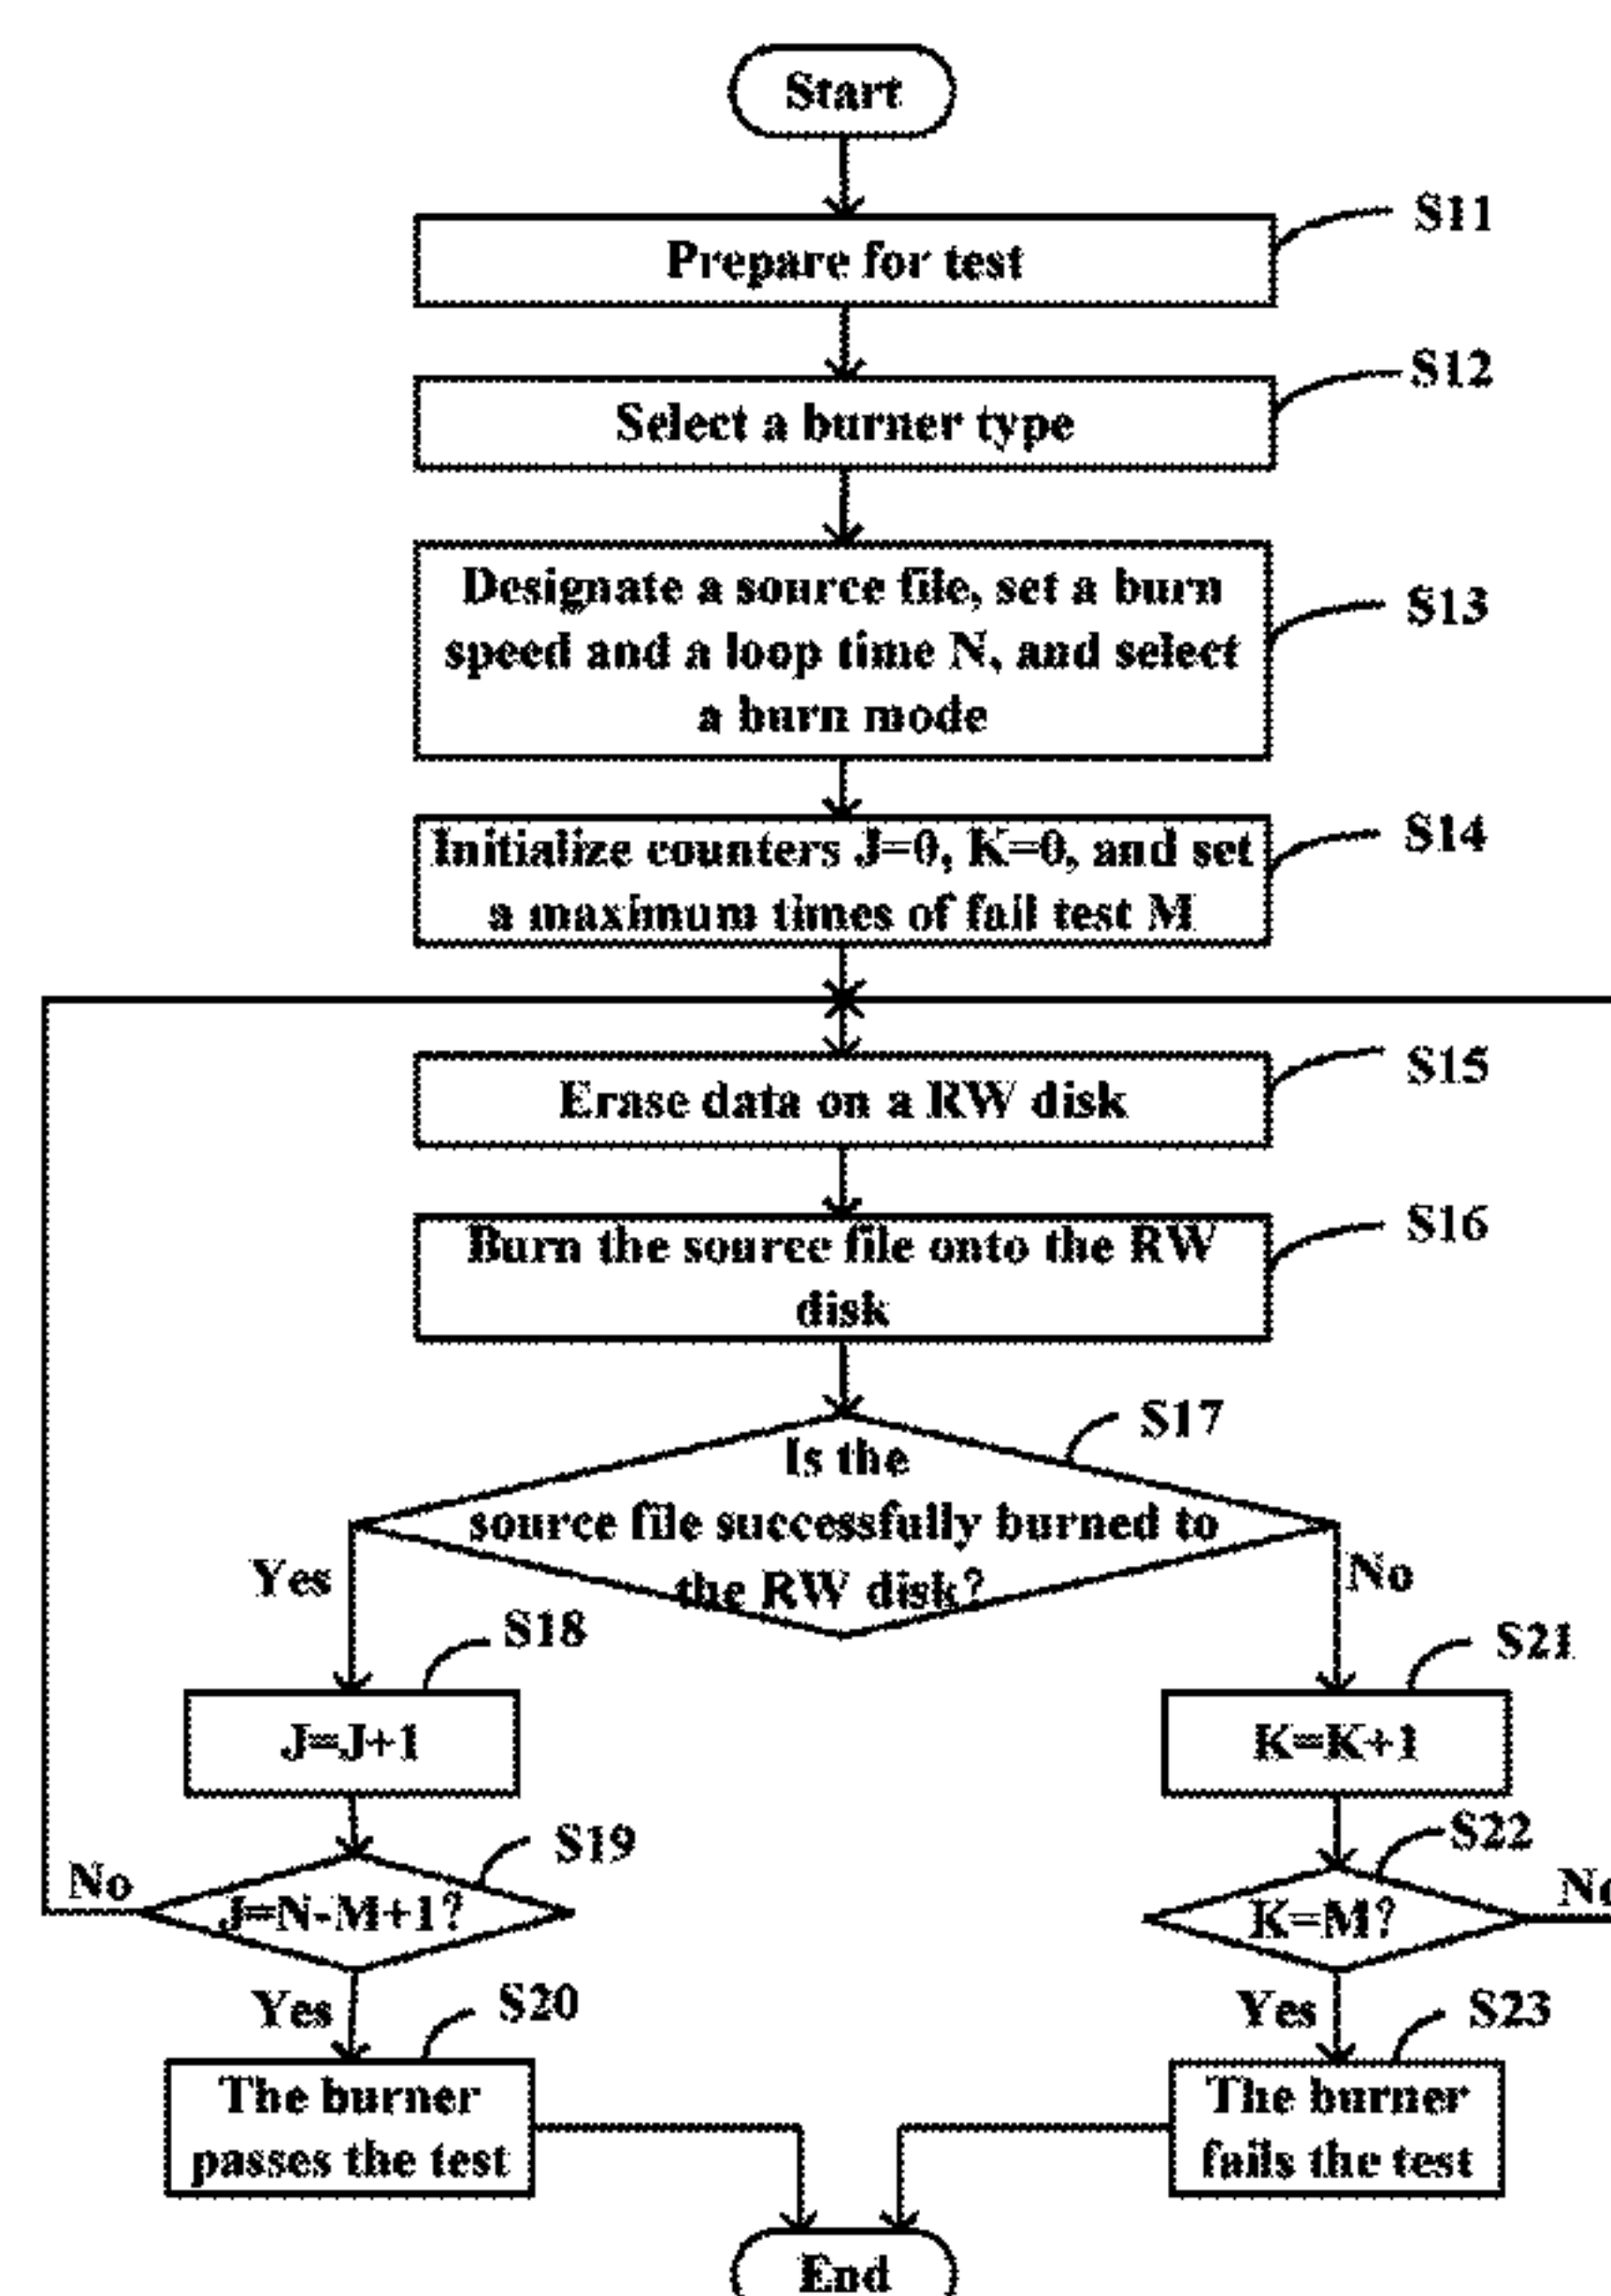 Start
S11
Prepare for test
S12
Select a burner type
S13
Designate a source file, set a burn
speed and a loop time N, and select
a burn mode
S14
Initialize counters J=0, K=0, and set
a maximum times of fail test M
S15
Erase data on a RW disk
S16
Burn the source file onto the RW
disk
S17
Is the
source file successfully burned to
the RW disk?
Yes
No
S18
S21
J=J+1
K=K+1
S19
S22
No
J=N-M+1?
K=M?
No
Yes
S20
Yes
S23
The burner
passes the test
The burner
fails the test
End